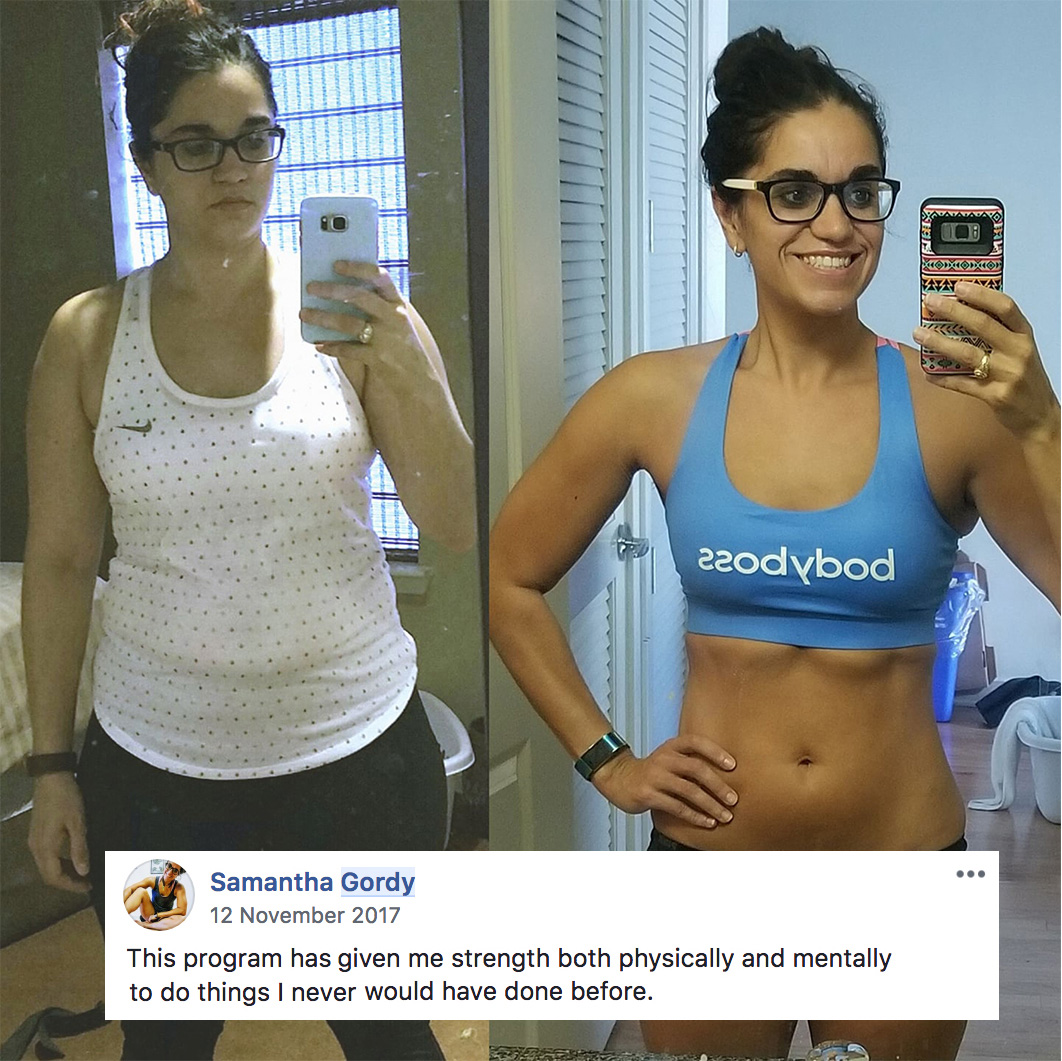 bodyboss
Samantha Gordy
12 November 2017
This program has given me strength both physically and mentally
to do things I never would have done before.